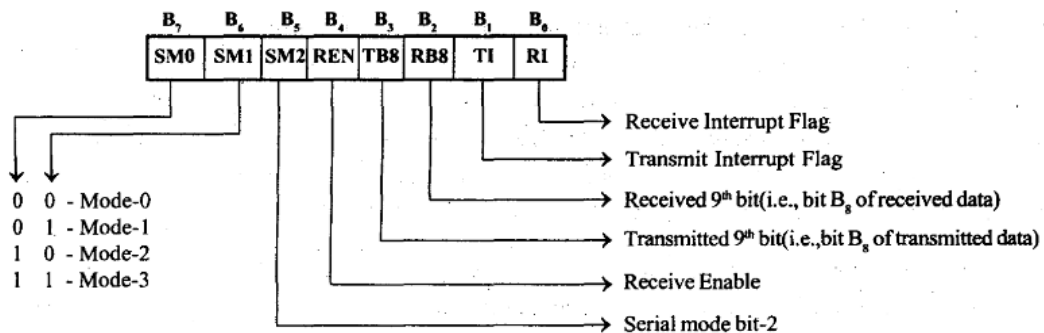 B₇ B₆ B₅ B₄ B₃ B₂ B₁ B₀
SM0 SM1 SM2 REN TB8 RB8 TI RI
Receive Interrupt Flag
Transmit Interrupt Flag
Received 9ᵗʰ bit(i.e., bit B₈ of received data)
Transmitted 9ᵗʰ bit(i.e.,bit B₈ of transmitted data)
Receive Enable
Serial mode bit-2
0 0 - Mode-0
0 1 - Mode-1
1 0 - Mode-2
1 1 - Mode-3